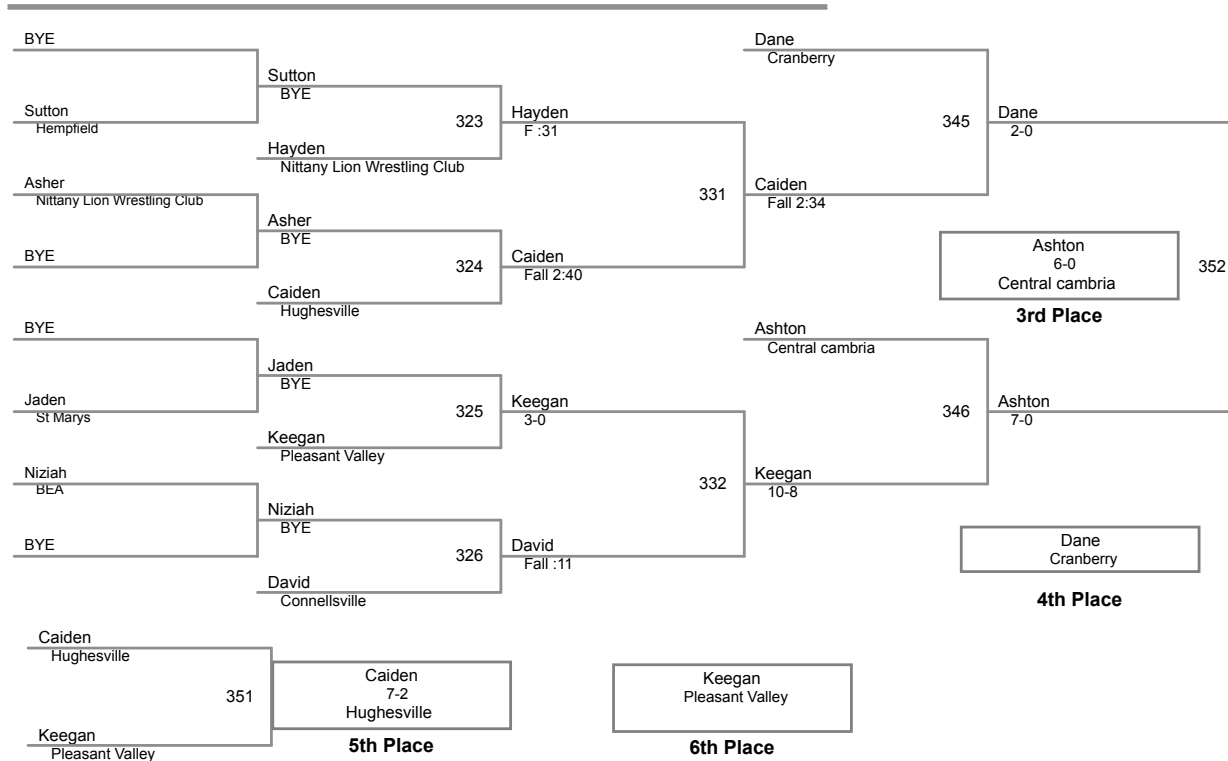 BYE
Sutton
Hempfield
Asher
Nittany Lion Wrestling Club
BYE
BYE
Jaden
St Marys
Niziah
BEA
BYE
Sutton
BYE
323
Hayden
Nittany Lion Wrestling Club
Asher
BYE
324
Caiden
Hughesville
Jaden
BYE
325
Keegan
Pleasant Valley
Niziah
BYE
326
David
Connellsville
Hayden
F :31
331
Caiden
Fall 2:40
Keegan
3-0
332
David
Fall :11
Dane
Cranberry
345
Caiden
Fall 2:34
Ashton
Central cambria
346
Keegan
10-8
Dane
2-0
Ashton
6-0
Central cambria
352
3rd Place
Ashton
7-0
Dane
Cranberry
4th Place
Caiden
Hughesville
351
Keegan
Pleasant Valley
Caiden
7-2
Hughesville
5th Place
Keegan
Pleasant Valley
6th Place